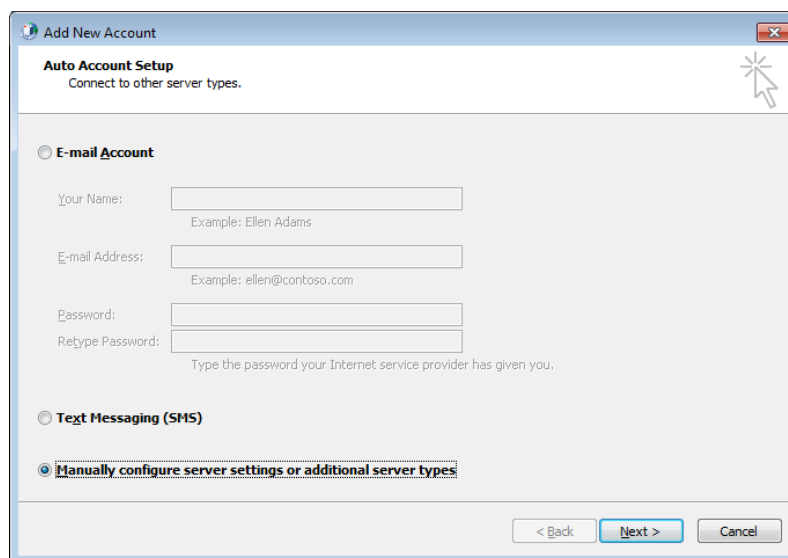 Add New Account
Auto Account Setup
Connect to other server types.
E-mail Account
Your Name:
Example: Ellen Adams
E-mail Address:
Example: ellen@contoso.com
Password:
Retype Password:
Type the password your Internet service provider has given you.
Text Messaging (SMS)
Manually configure server settings or additional server types
< Back Next > Cancel